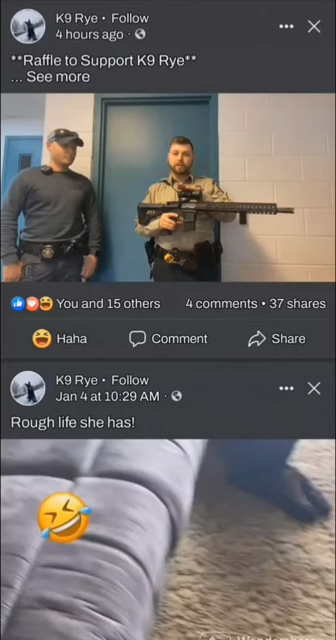 K9 Rye • Follow
4 hours ago •
**Raffle to Support K9 Rye**
... See more
You and 15 others 4 comments • 37 shares
Haha Comment Share
K9 Rye • Follow
Jan 4 at 10:29 AM •
Rough life she has!